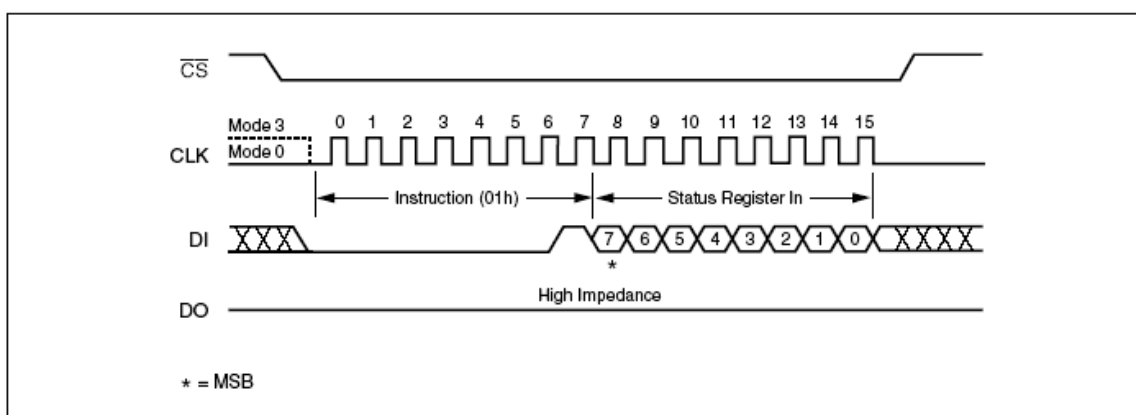 CS
Mode 3
0 1 2 3 4 5 6 7 8 9 10 11 12 13 14 15
CLK
Mode 0
Instruction (01h)
Status Register In
DI
7 6 5 4 3 2 1 0
*
High Impedance
DO
* = MSB